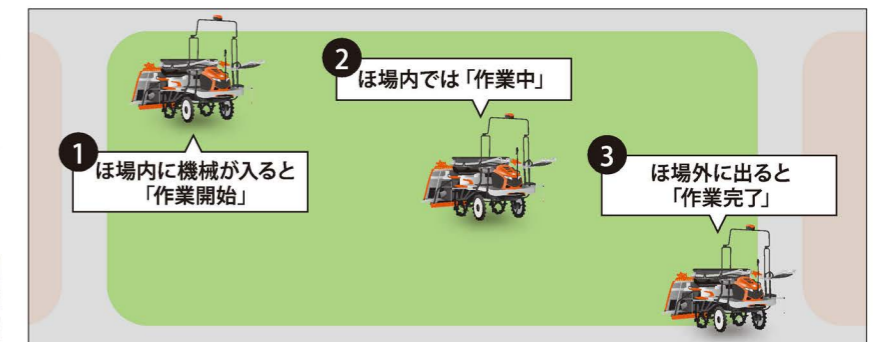 1
ほ場内に機械が入ると
「作業開始」
2
ほ場内では「作業中」
3
ほ場外に出ると
「作業完了」